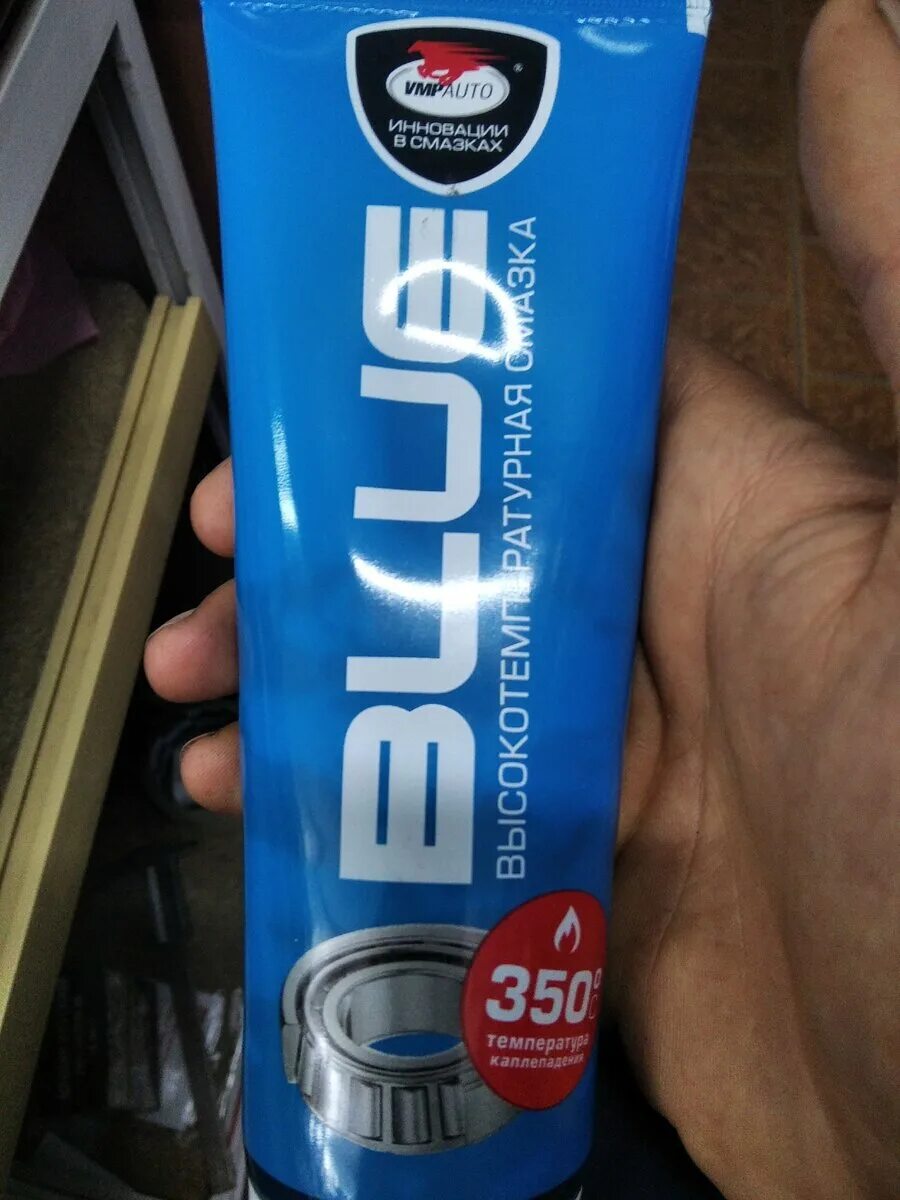 VMPAUTO®
ИННОВАЦИИ
В СМАЗКАХ
BLUE
ВЫСОКОТЕМПЕРАТУРНАЯ СМАЗКА
350°C
температура
каплепадения